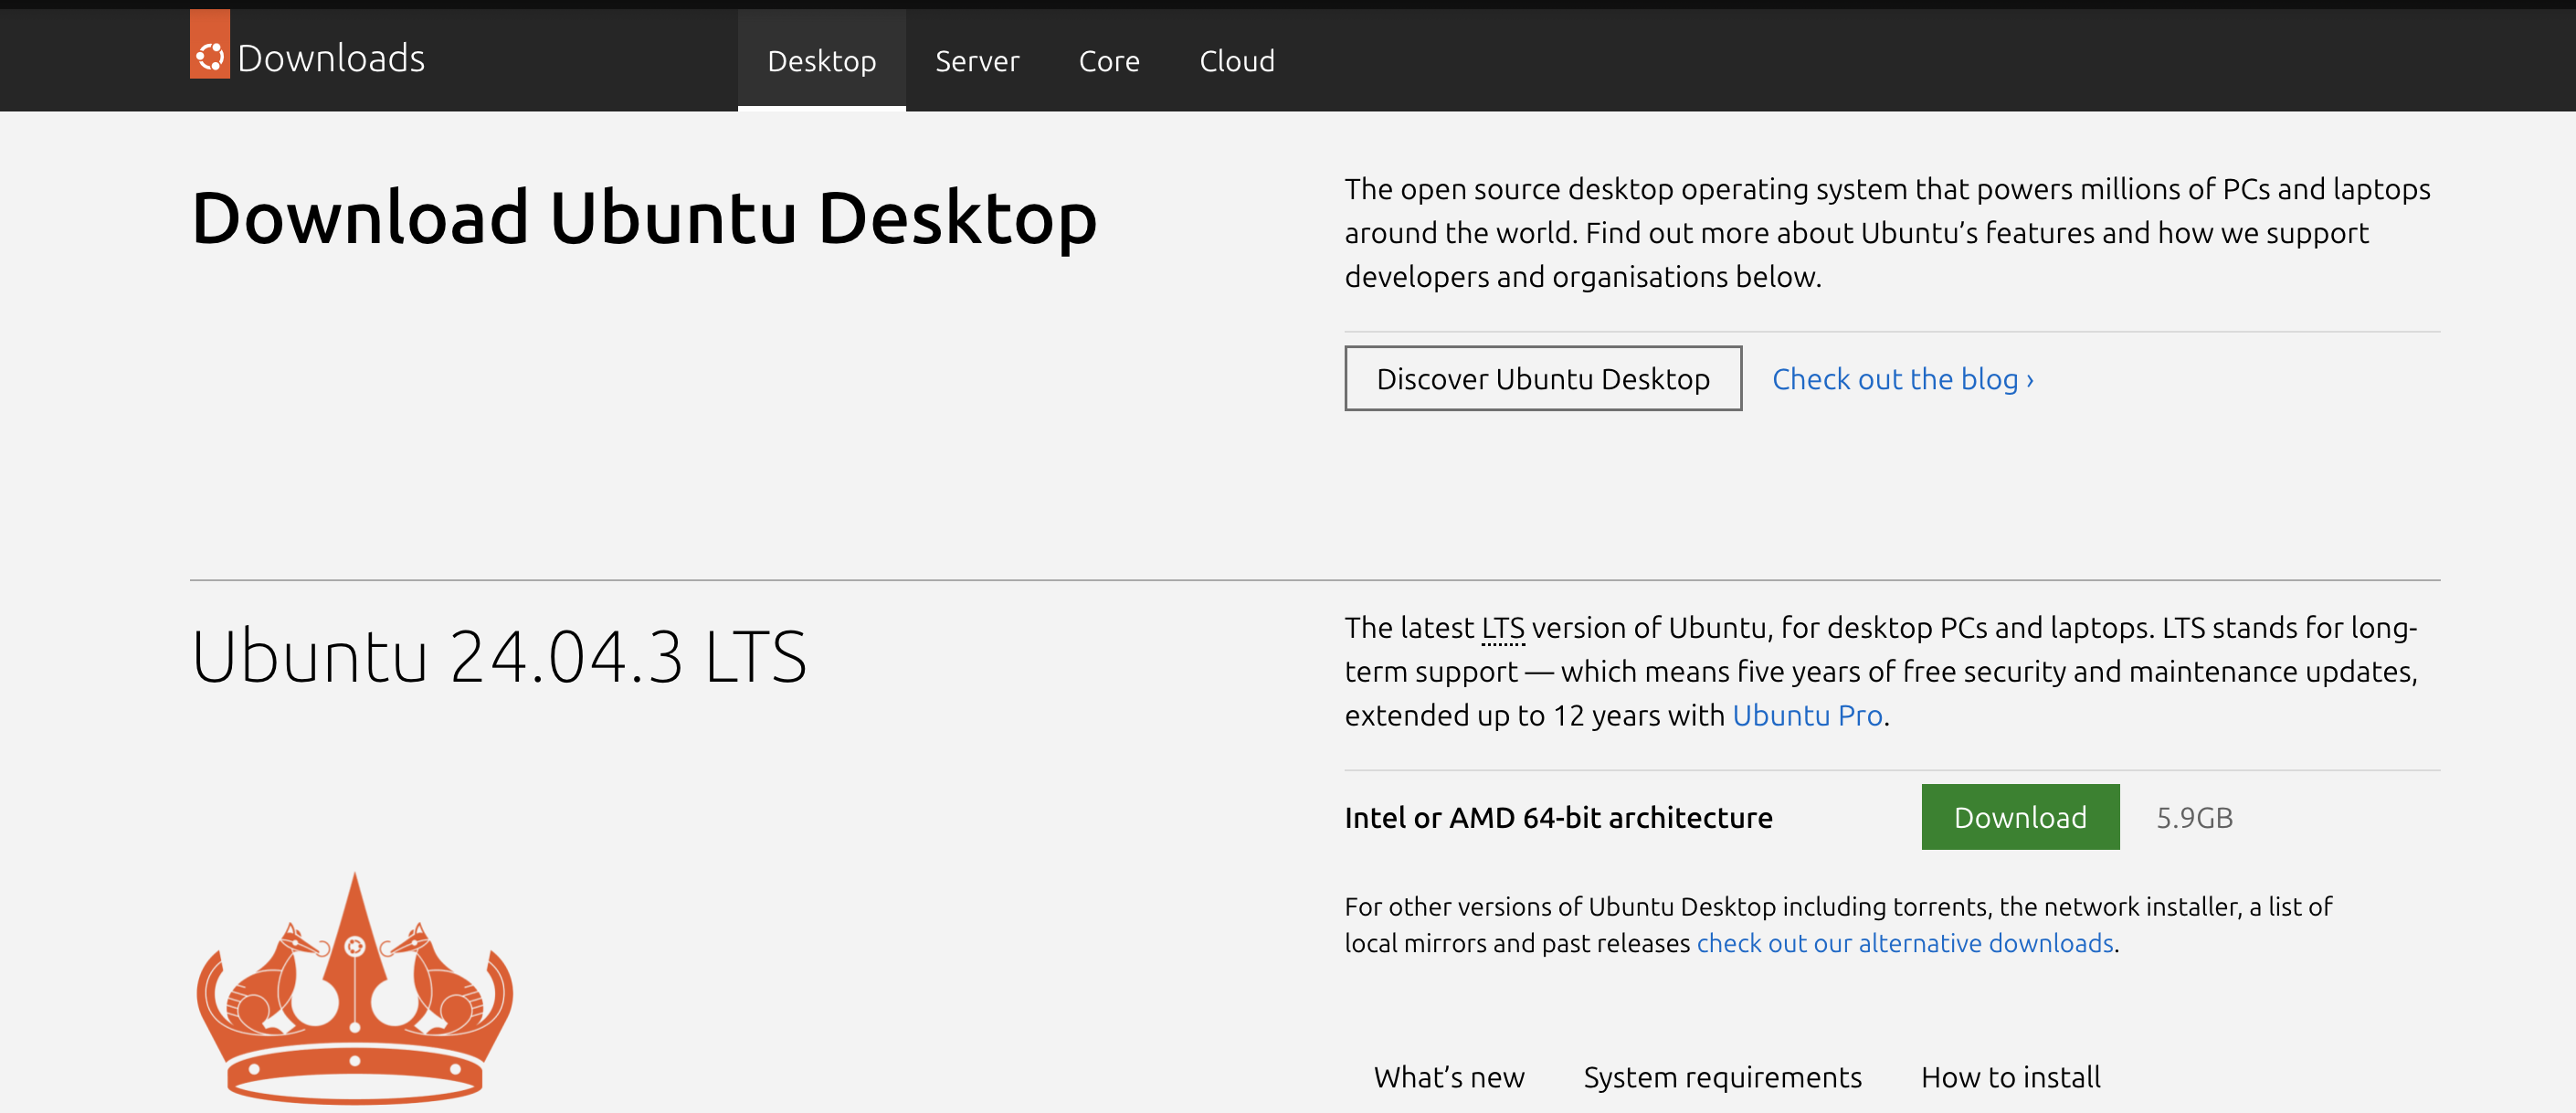 Downloads
Desktop
Server
Core
Cloud
Download Ubuntu Desktop
The open source desktop operating system that powers millions of PCs and laptops
around the world. Find out more about Ubuntu’s features and how we support
developers and organisations below.
Discover Ubuntu Desktop
Check out the blog ›
Ubuntu 24.04.3 LTS
The latest LTS version of Ubuntu, for desktop PCs and laptops. LTS stands for long-
term support — which means five years of free security and maintenance updates,
extended up to 12 years with Ubuntu Pro.
Intel or AMD 64-bit architecture
Download
5.9GB
For other versions of Ubuntu Desktop including torrents, the network installer, a list of
local mirrors and past releases check out our alternative downloads.
What’s new
System requirements
How to install